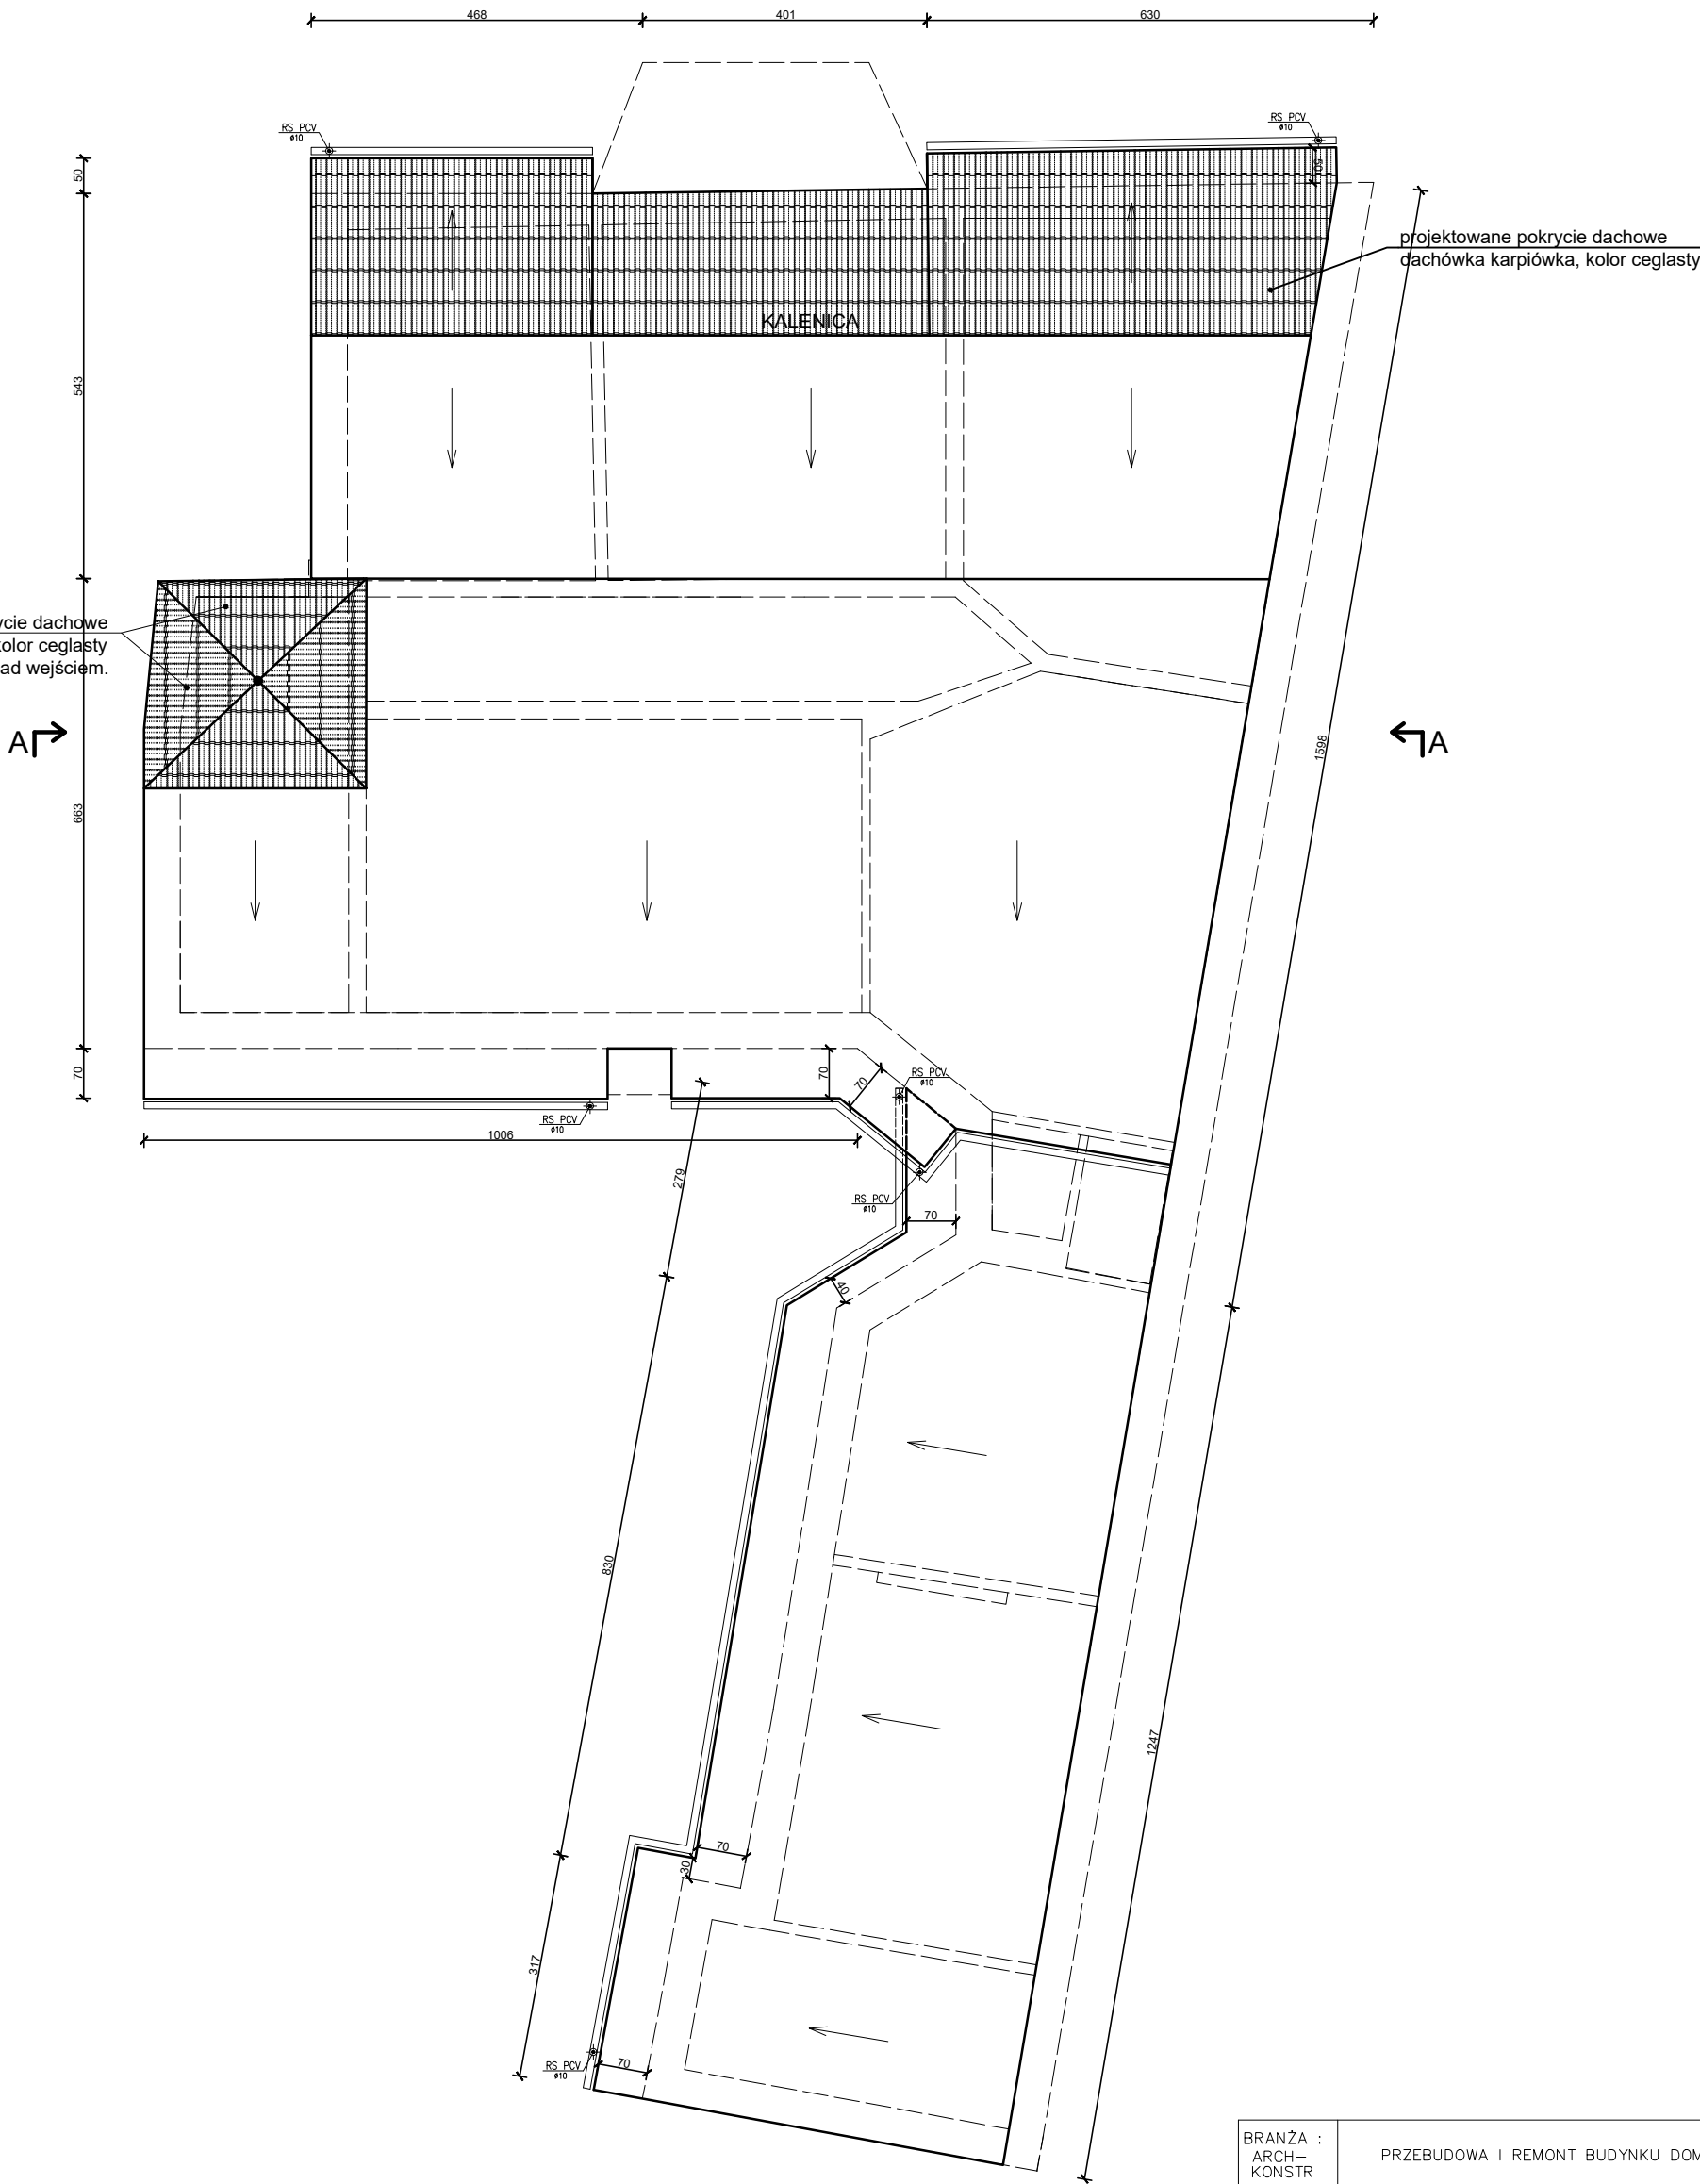 468
401
630
RS PCV
ø10
RS PCV
ø10
50
50
projektowane pokrycie dachowe
dachówka karpiówka, kolor ceglasty
KALENICA
543
dachowe
kolor ceglasty
wejściem.
A
A
1598
663
70
70
70
RS PCV
ø10
RS PCV
ø10
1006
279
RS PCV
ø10
70
40
830
1247
70
30
317
RS PCV
ø10
70
BRANŻA :
ARCH–
KONSTR
PRZEBUDOWA I REMONT BUDYNKU DOM